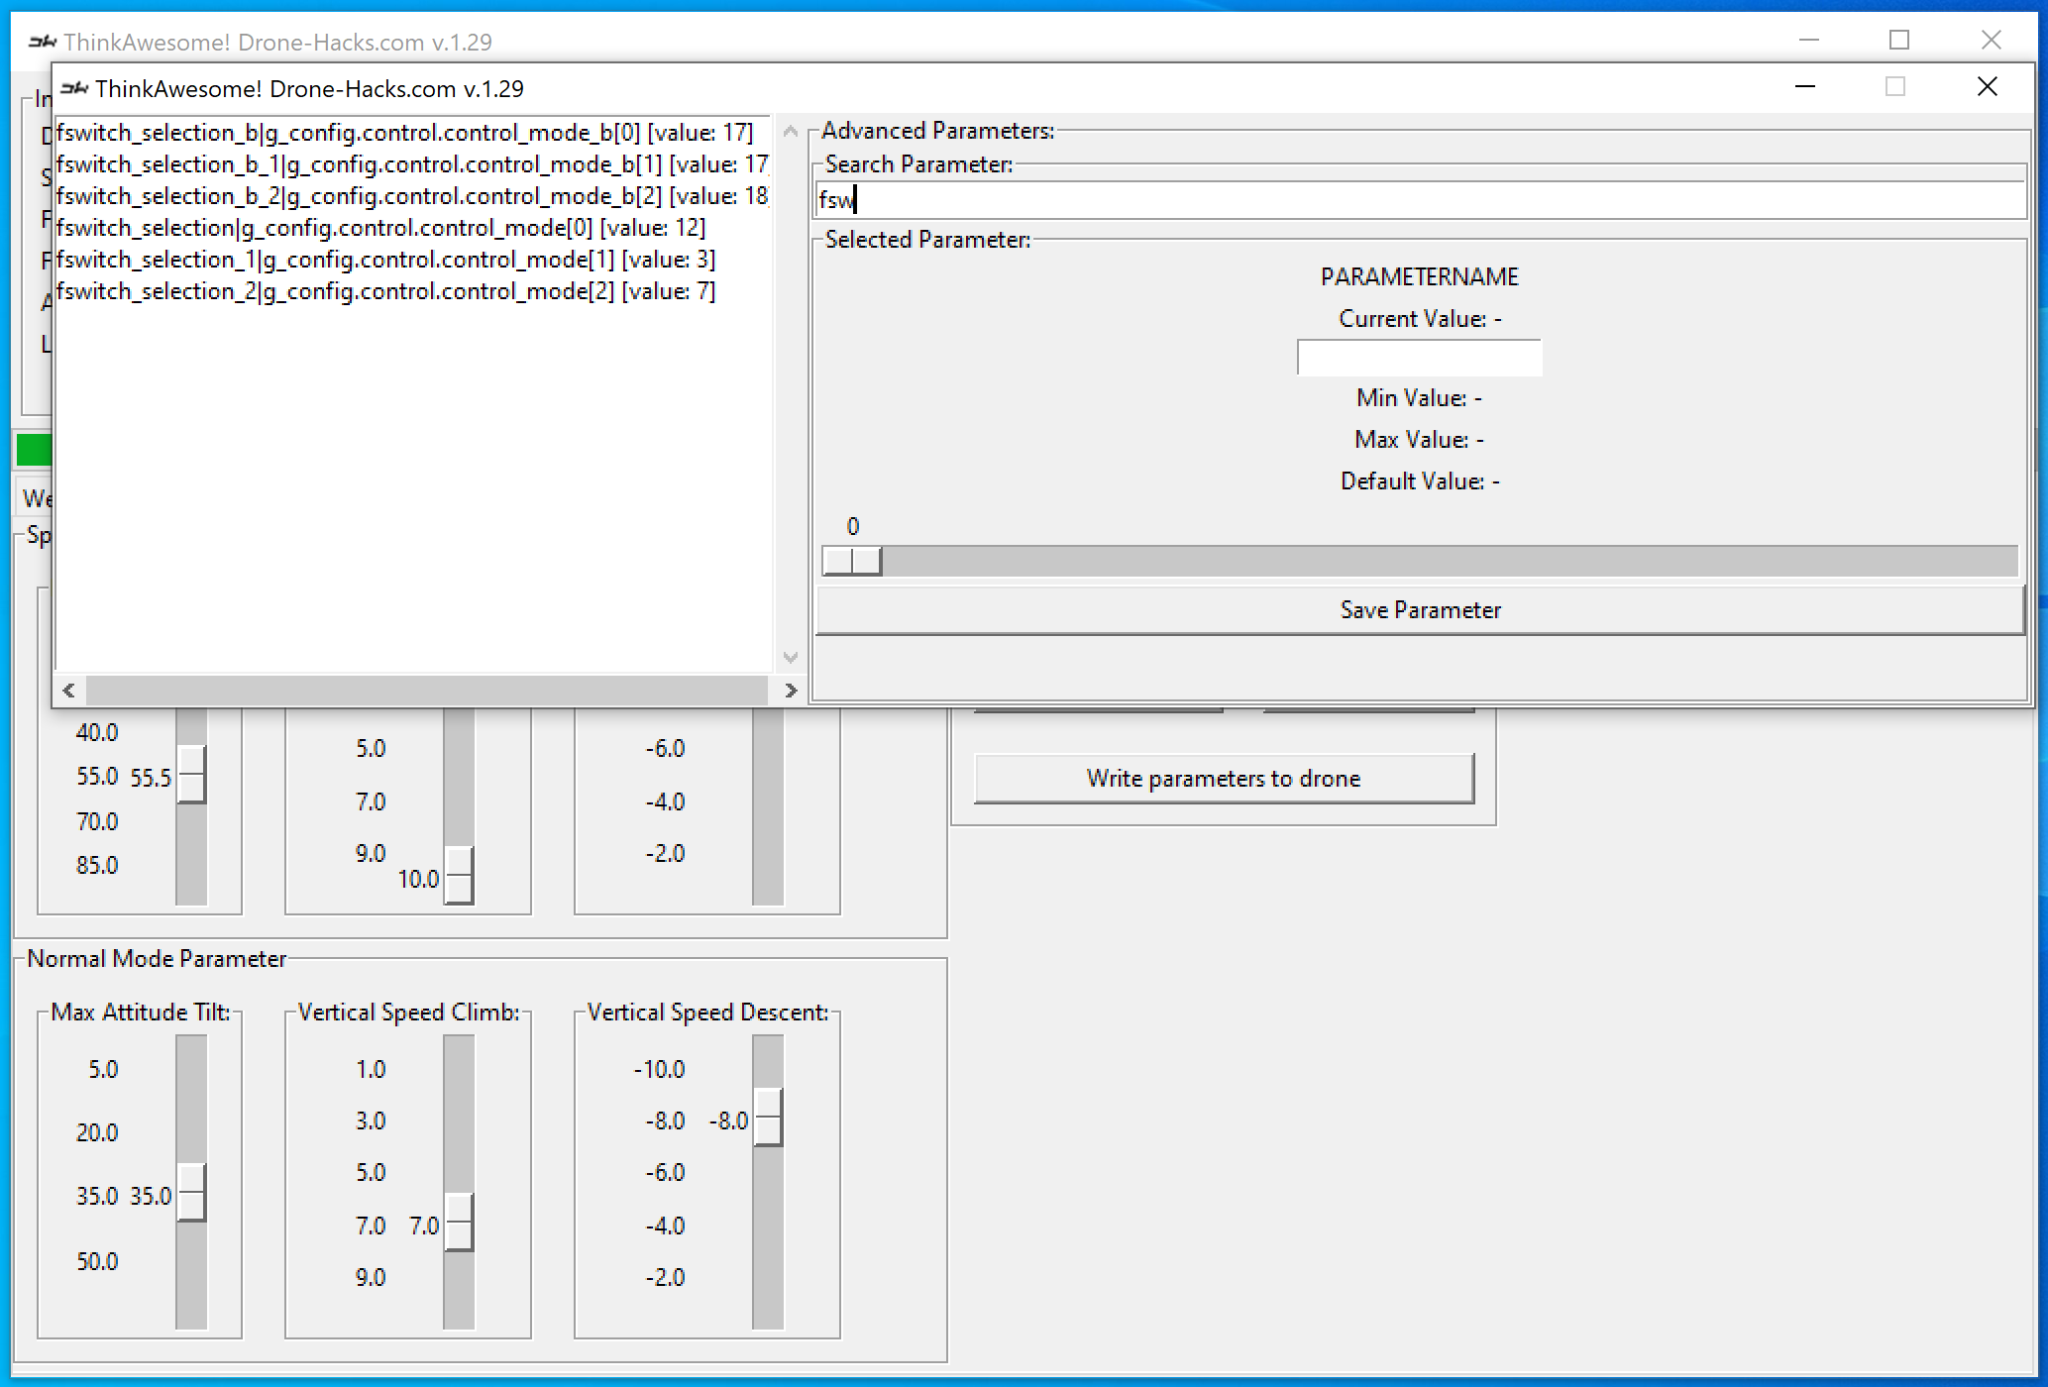 ThinkAwesome! Drone-Hacks.com v.1.29
ThinkAwesome! Drone-Hacks.com v.1.29
fswitch_selection_b|g_config.control.control_mode_b[0] [value: 17]
fswitch_selection_b_1|g_config.control.control_mode_b[1] [value: 17
fswitch_selection_b_2|g_config.control.control_mode_b[2] [value: 18
fswitch_selection|g_config.control.control_mode[0] [value: 12]
fswitch_selection_1|g_config.control.control_mode[1] [value: 3]
fswitch_selection_2|g_config.control.control_mode[2] [value: 7]
Advanced Parameters:
Search Parameter:
fsw
Selected Parameter:
PARAMETERNAME
Current Value: -
Min Value: -
Max Value: -
Default Value: -
0
Save Parameter
40.0
55.0 55.5
70.0
85.0
5.0
7.0
9.0
10.0
-6.0
-4.0
-2.0
Write parameters to drone
Normal Mode Parameter
Max Attitude Tilt:
5.0
20.0
35.0 35.0
50.0
Vertical Speed Climb:
1.0
3.0
5.0
7.0 7.0
9.0
Vertical Speed Descent:
-10.0
-8.0 -8.0
-6.0
-4.0
-2.0